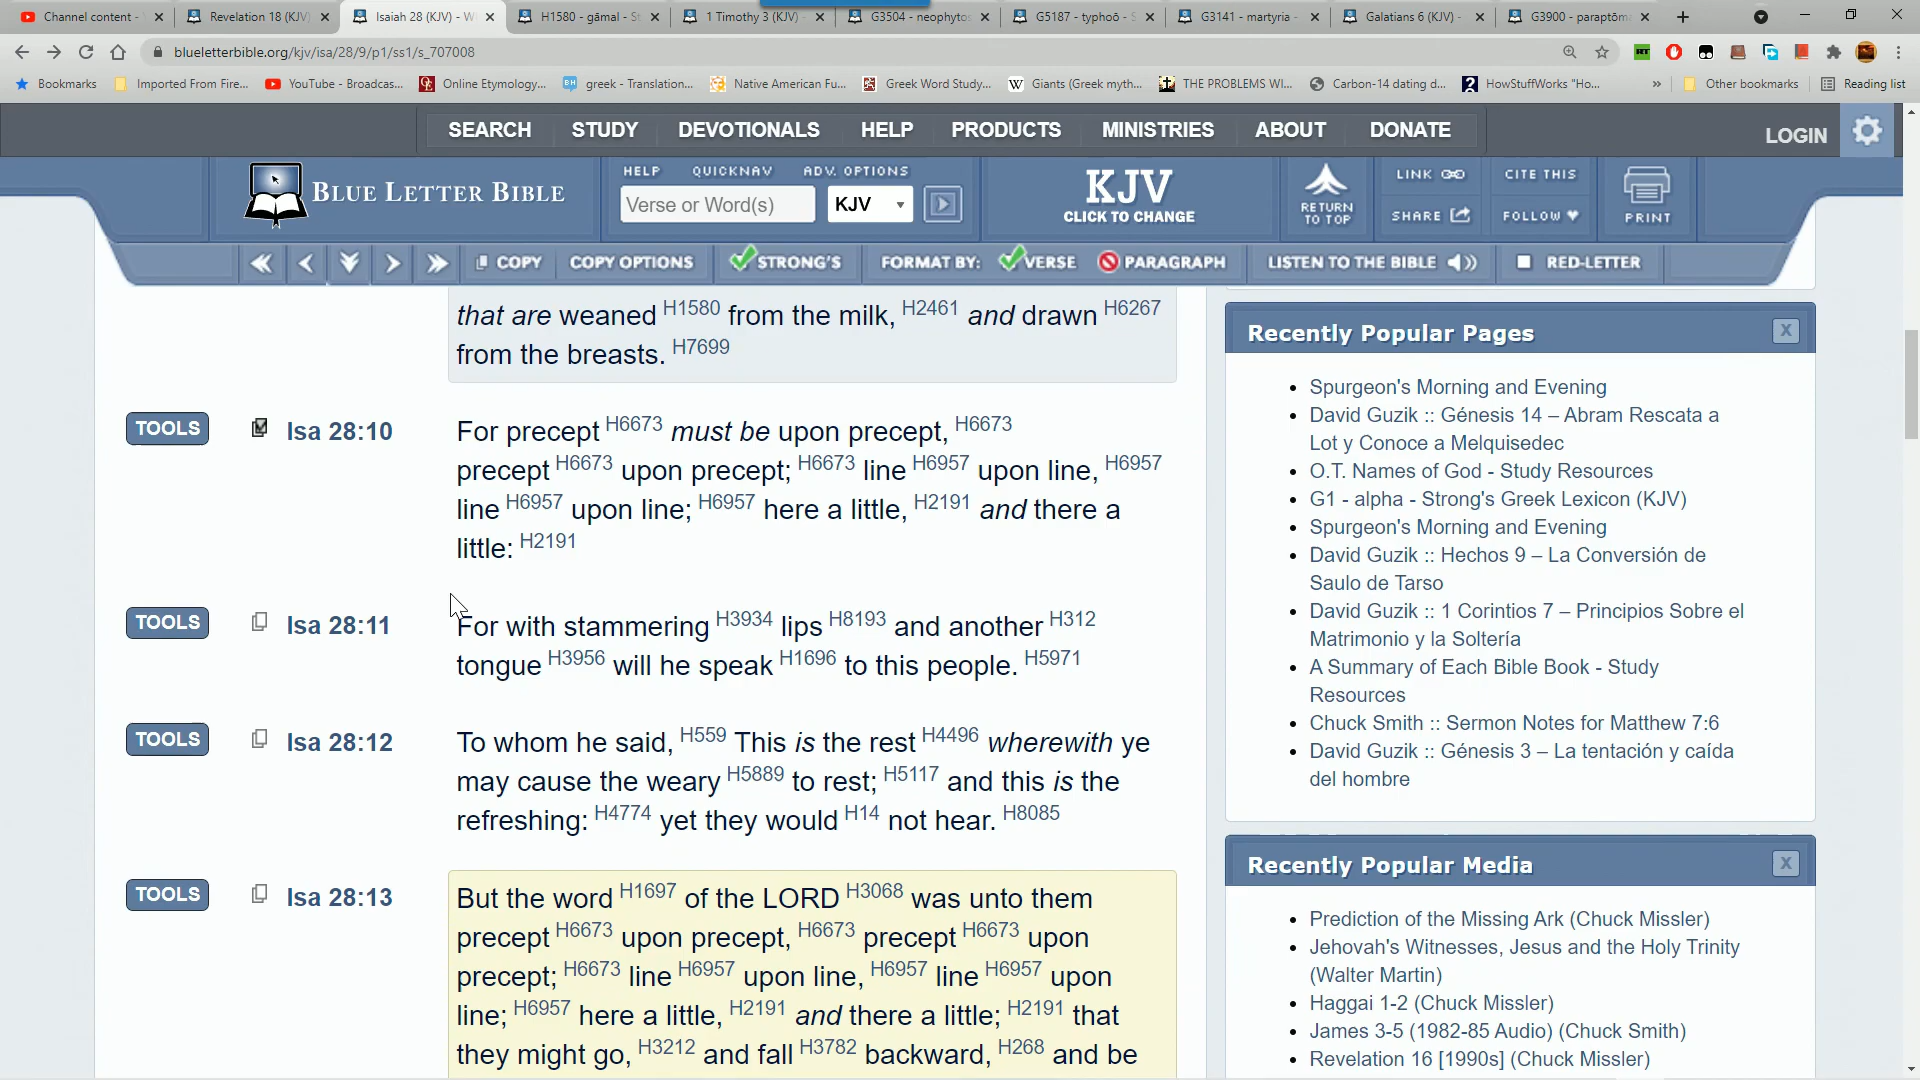 Channel content - Y
Revelation 18 (KJV)
Isaiah 28 (KJV) - W
H1580 - gāmal - St
1 Timothy 3 (KJV) -
G3504 - neophytos
G5187 - typhoō - S
G3141 - martyria -
Galatians 6 (KJV) -
G3900 - paraptōma
blueletterbible.org/kjv/isa/28/9/p1/ss1/s_707008
Bookmarks
Imported From Fire...
YouTube - Broadcas...
Online Etymology...
greek - Translation...
Native American Fu...
Greek Word Study...
Giants (Greek myth...
THE PROBLEMS WI...
Carbon-14 dating d...
HowStuffWorks "Ho...
»
Other bookmarks
Reading list
SEARCH STUDY DEVOTIONALS HELP PRODUCTS MINISTRIES ABOUT DONATE
LOGIN
BLUE LETTER BIBLE
HELP QUICKNAV ADV. OPTIONS
Verse or Word(s)
KJV
KJV
CLICK TO CHANGE
RETURN
TO TOP
LINK
SHARE
CITE THIS
FOLLOW
PRINT
COPY
COPY OPTIONS
STRONG'S
FORMAT BY:
VERSE
PARAGRAPH
LISTEN TO THE BIBLE
RED-LETTER
that are weaned H1580 from the milk, H2461 and drawn H6267
from the breasts. H7699
TOOLS
Isa 28:10
For precept H6673 must be upon precept, H6673
precept H6673 upon precept; H6673 line H6957 upon line, H6957
line H6957 upon line; H6957 here a little, H2191 and there a
little: H2191
TOOLS
Isa 28:11
For with stammering H3934 lips H8193 and another H312
tongue H3956 will he speak H1696 to this people. H5971
TOOLS
Isa 28:12
To whom he said, H559 This is the rest H4496 wherewith ye
may cause the weary H5889 to rest; H5117 and this is the
refreshing: H4774 yet they would H14 not hear. H8085
TOOLS
Isa 28:13
But the word H1697 of the LORD H3068 was unto them
precept H6673 upon precept, H6673 precept H6673 upon
precept; H6673 line H6957 upon line, H6957 line H6957 upon
line; H6957 here a little, H2191 and there a little; H2191 that
they might go, H3212 and fall H3782 backward, H268 and be
Recently Popular Pages
X
Spurgeon's Morning and Evening
David Guzik :: Génesis 14 – Abram Rescata a
Lot y Conoce a Melquisedec
O.T. Names of God - Study Resources
G1 - alpha - Strong's Greek Lexicon (KJV)
Spurgeon's Morning and Evening
David Guzik :: Hechos 9 – La Conversión de
Saulo de Tarso
David Guzik :: 1 Corintios 7 – Principios Sobre el
Matrimonio y la Soltería
A Summary of Each Bible Book - Study
Resources
Chuck Smith :: Sermon Notes for Matthew 7:6
David Guzik :: Génesis 3 – La tentación y caída
del hombre
Recently Popular Media
X
Prediction of the Missing Ark (Chuck Missler)
Jehovah's Witnesses, Jesus and the Holy Trinity
(Walter Martin)
Haggai 1-2 (Chuck Missler)
James 3-5 (1982-85 Audio) (Chuck Smith)
Revelation 16 [1990s] (Chuck Missler)